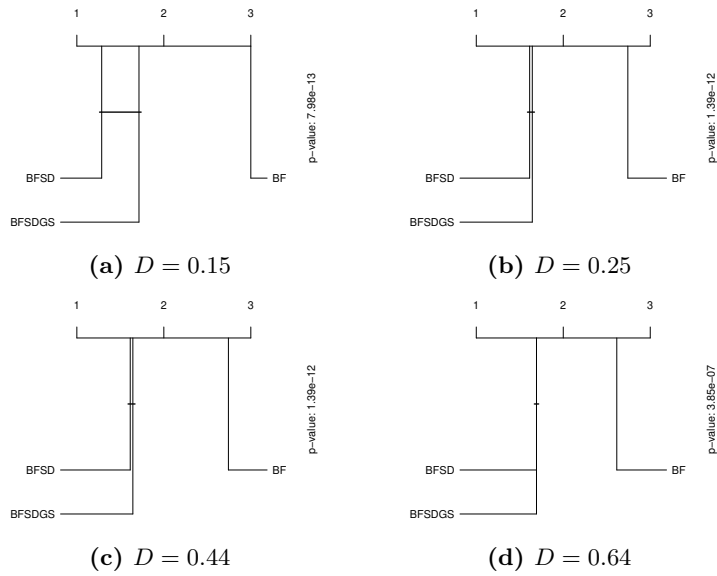 1 2 3
p-value: 7.98e-13
BFSD
BF
BFSDGS
(a) D = 0.15
1 2 3
p-value: 1.39e-12
BFSD
BF
BFSDGS
(b) D = 0.25
1 2 3
p-value: 1.39e-12
BFSD
BF
BFSDGS
(c) D = 0.44
1 2 3
p-value: 3.85e-07
BFSD
BF
BFSDGS
(d) D = 0.64